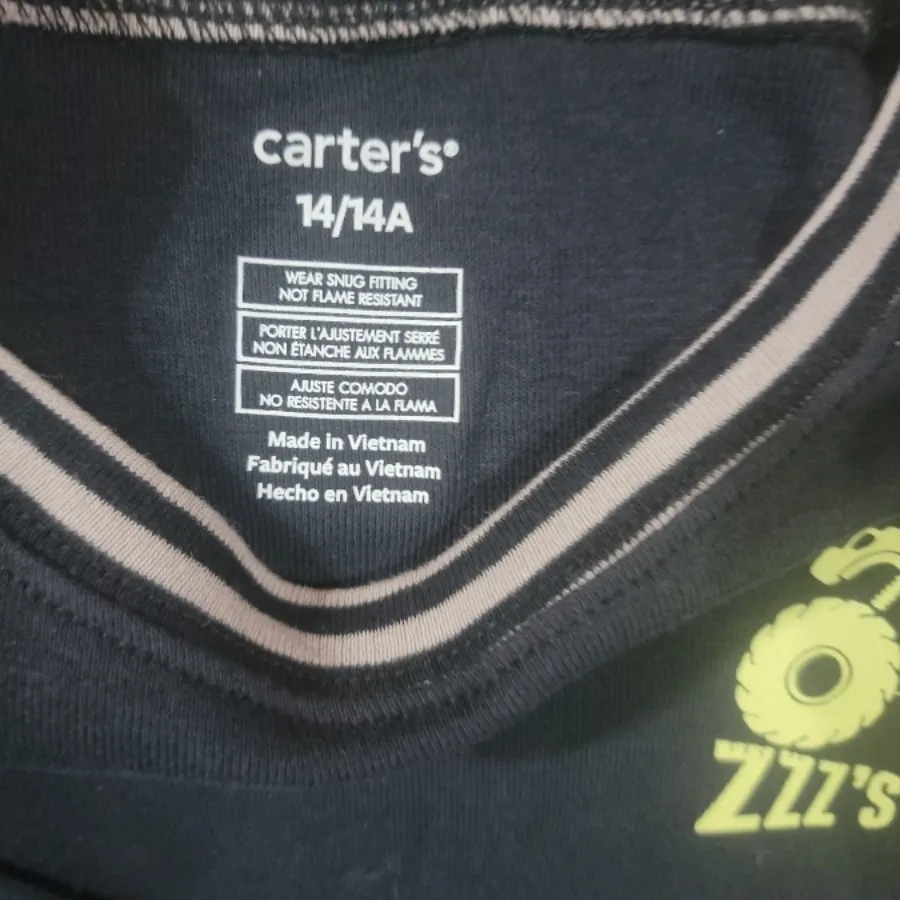 carter's®
14/14A
WEAR SNUG FITTING
NOT FLAME RESISTANT
PORTER L'AJUSTEMENT SERRÉ
NON ÉTANCHE AUX FLAMMES
AJUSTE COMODO
NO RESISTENTE A LA FLAMA
Made in Vietnam
Fabriqué au Vietnam
Hecho en Vietnam
ZZZ'S